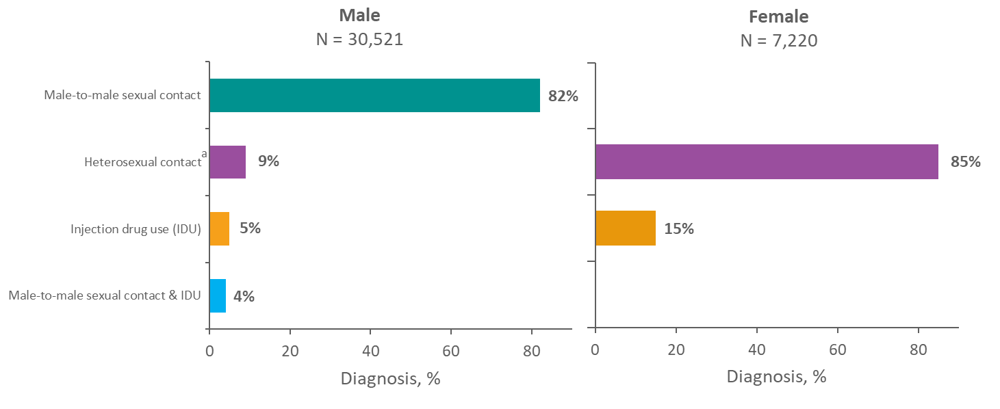 Male
N = 30,521
Male-to-male sexual contact
82%
Heterosexual contactª
9%
Injection drug use (IDU)
5%
Male-to-male sexual contact & IDU
4%
0 20 40 60 80
Diagnosis, %
Female
N = 7,220
85%
15%
0 20 40 60 80
Diagnosis, %